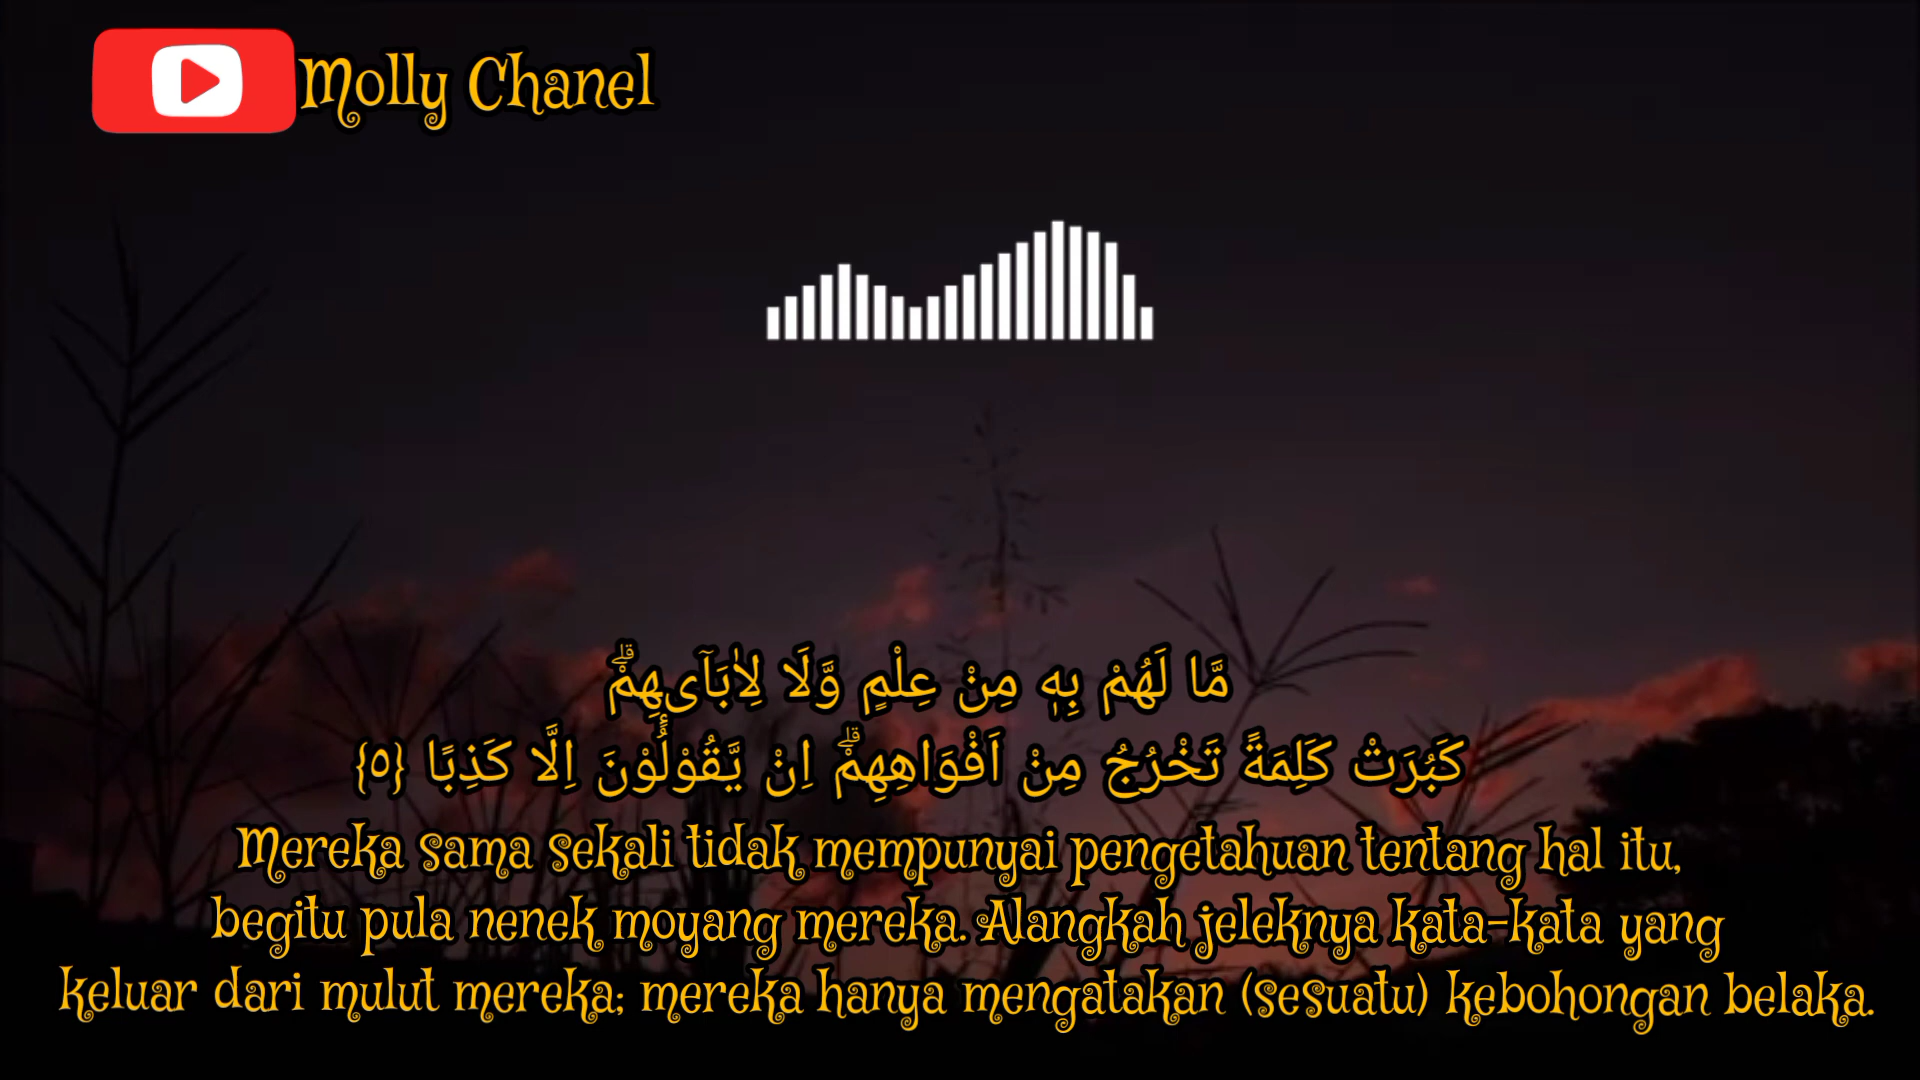 Molly Chanel
مَّا لَهُمْ بِهٖ مِنْ عِلْمٍ وَّلَا لِاٰبَاۤىِٕهِمْۗ
كَبُرَتْ كَلِمَةً تَخْرُجُ مِنْ اَفْوَاهِهِمْۗ اِنْ يَّقُوْلُوْنَ اِلَّا كَذِبًا {٥}
Mereka sama sekali tidak mempunyai pengetahuan tentang hal itu,
begitu pula nenek moyang mereka. Alangkah jeleknya kata-kata yang
keluar dari mulut mereka; mereka hanya mengatakan (sesuatu) kebohongan belaka.